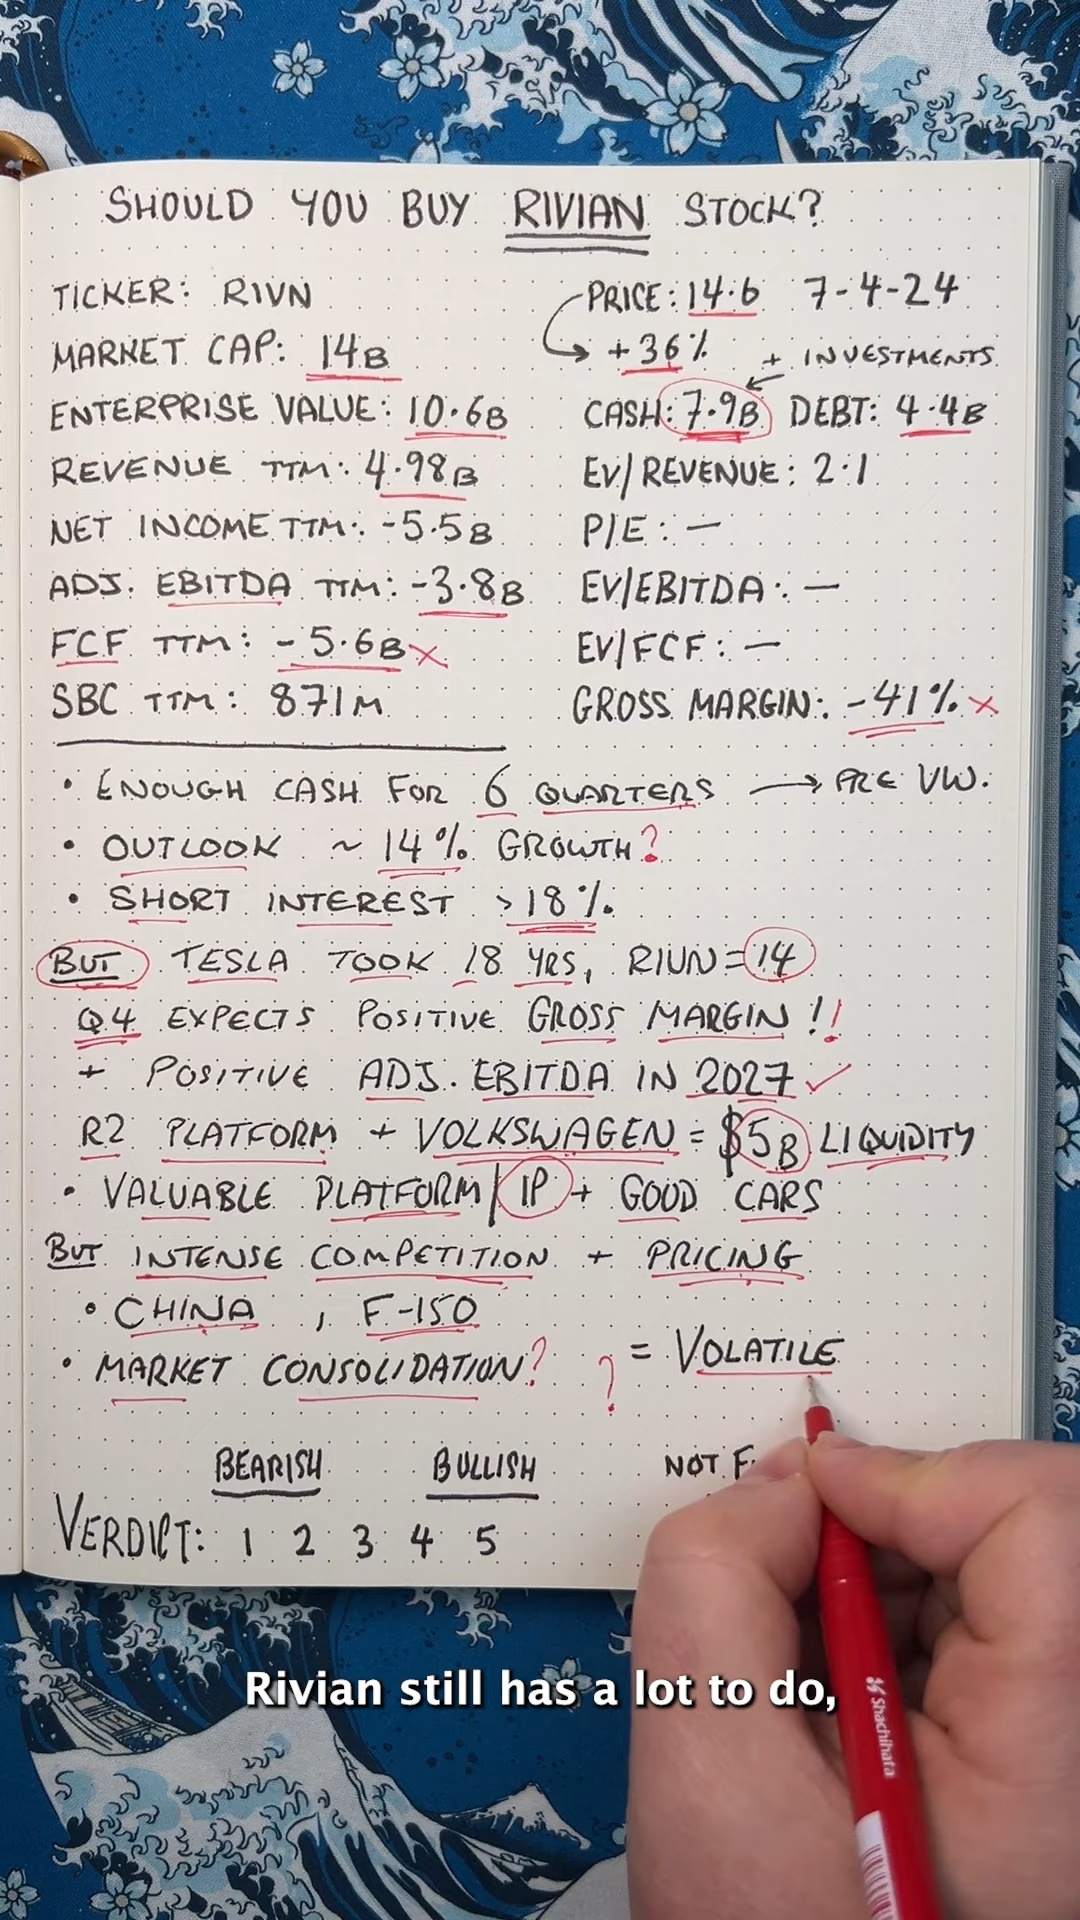 SHOULD YOU BUY RIVIAN STOCK?
TICKER: RIVN
PRICE: 14.6 7-4-24
MARKET CAP: 14B
→ +36%
+ INVESTMENTS
ENTERPRISE VALUE: 10.6B
CASH: 7.9B DEBT: 4.4B
REVENUE TTM: 4.98B
EV/REVENUE: 2.1
NET INCOME TTM: -5.5B
P/E: —
ADJ. EBITDA TTM: -3.8B
EV/EBITDA: —
FCF TTM: -5.6B ×
EV/FCF: —
SBC TTM: 871M
GROSS MARGIN: -41% ×
• ENOUGH CASH FOR 6 QUARTERS → PRE VW.
• OUTLOOK ~ 14% GROWTH?
• SHORT INTEREST > 18%
BUT TESLA TOOK 18 YRS, RIVN = 14
Q4 EXPECTS POSITIVE GROSS MARGIN!!
+ POSITIVE ADJ. EBITDA IN 2027 ✓
R2 PLATFORM + VOLKSWAGEN = $5B LIQUIDITY
• VALUABLE PLATFORM/IP + GOOD CARS
BUT INTENSE COMPETITION + PRICING
• CHINA, F-150
• MARKET CONSOLIDATION?
? = VOLATILE
BEARISH BULLISH
NOT
VERDICT: 1 2 3 4 5
Rivian still has a lot to do,
Shachihata